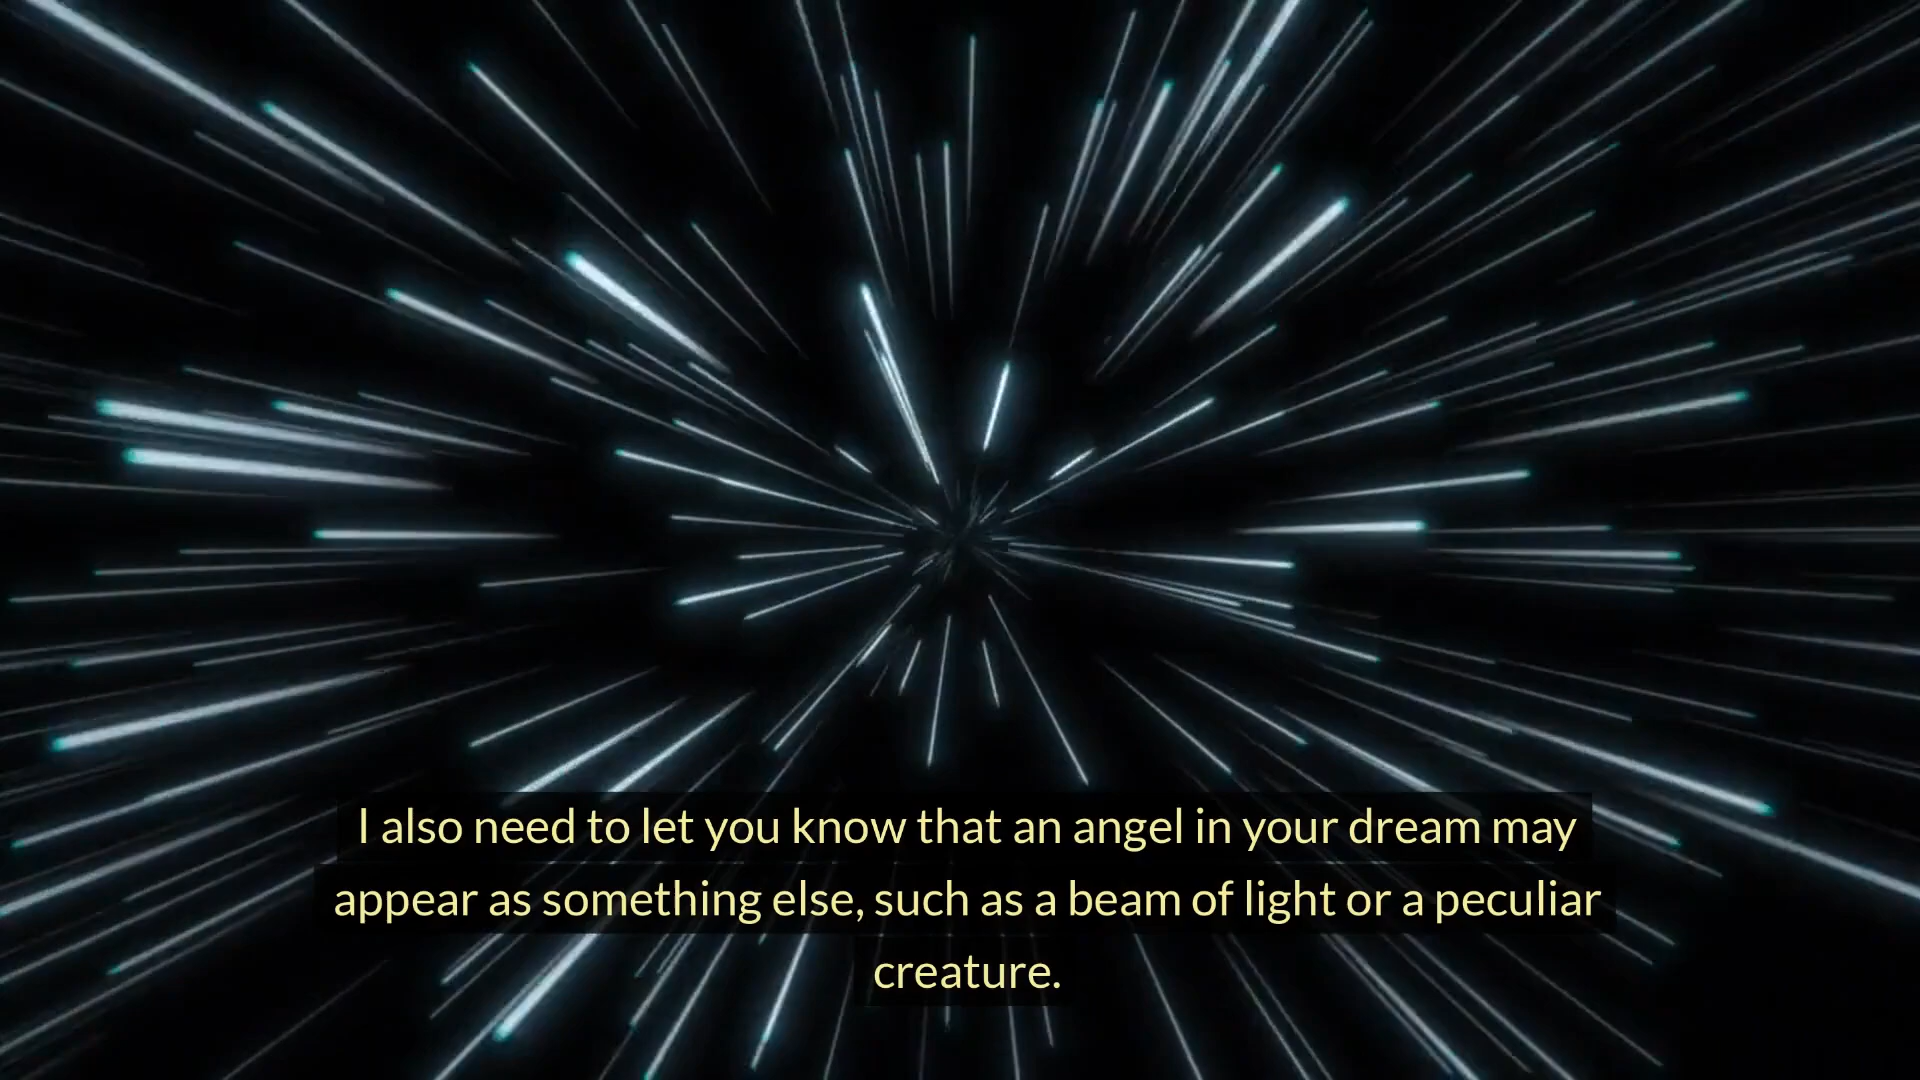 I also need to let you know that an angel in your dream may
appear as something else, such as a beam of light or a peculiar
creature.